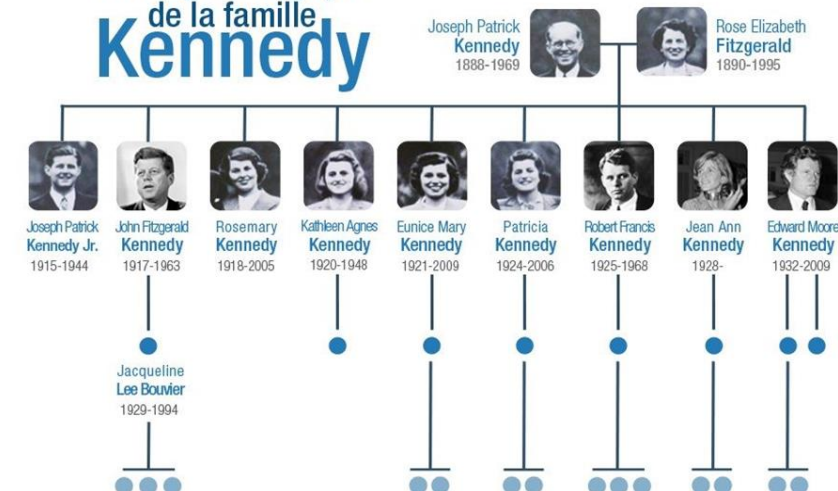 de la famille
Kennedy
Joseph Patrick
Kennedy
1888-1969
Rose Elizabeth
Fitzgerald
1890-1995
Joseph Patrick
Kennedy Jr.
1915-1944
John Fitzgerald
Kennedy
1917-1963
Rosemary
Kennedy
1918-2005
Kathleen Agnes
Kennedy
1920-1948
Eunice Mary
Kennedy
1921-2009
Patricia
Kennedy
1924-2006
Robert Francis
Kennedy
1925-1968
Jean Ann
Kennedy
1928-
Edward Moore
Kennedy
1932-2009
Jacqueline
Lee Bouvier
1929-1994